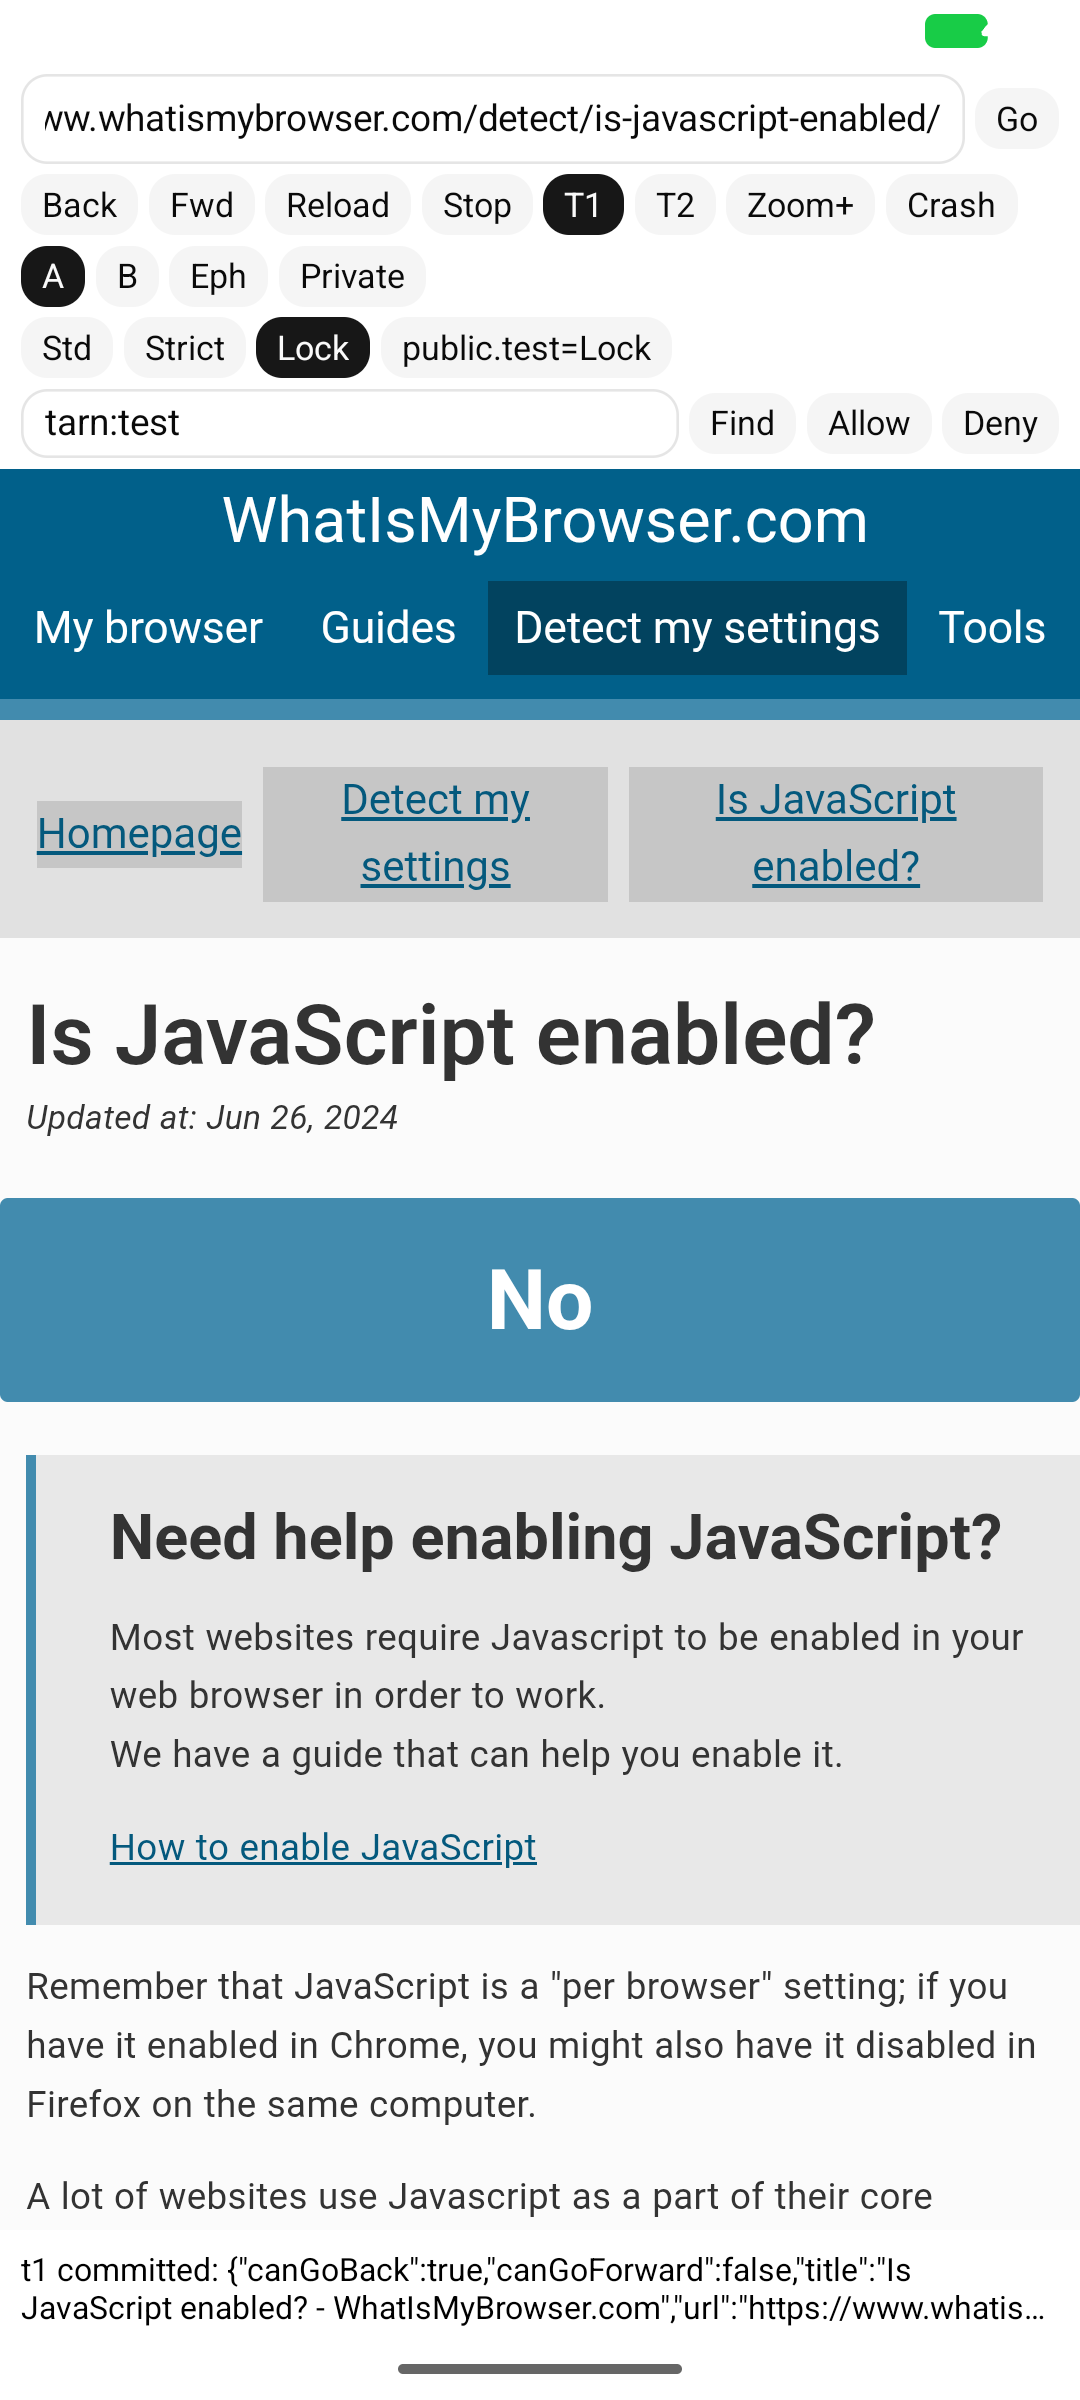 ww.whatismybrowser.com/detect/is-javascript-enabled/ Go
Back Fwd Reload Stop T1 T2 Zoom+ Crash
A B Eph Private
Std Strict Lock public.test=Lock
tarn:test Find Allow Deny
WhatIsMyBrowser.com
My browser Guides Detect my settings Tools
Homepage
Detect my
settings
Is JavaScript
enabled?
Is JavaScript enabled?
Updated at: Jun 26, 2024
No
Need help enabling JavaScript?
Most websites require Javascript to be enabled in your
web browser in order to work.
We have a guide that can help you enable it.
How to enable JavaScript
Remember that JavaScript is a "per browser" setting; if you
have it enabled in Chrome, you might also have it disabled in
Firefox on the same computer.
A lot of websites use Javascript as a part of their core
t1 committed: {"canGoBack":true,"canGoForward":false,"title":"Is
JavaScript enabled? - WhatIsMyBrowser.com","url":"https://www.whatis…